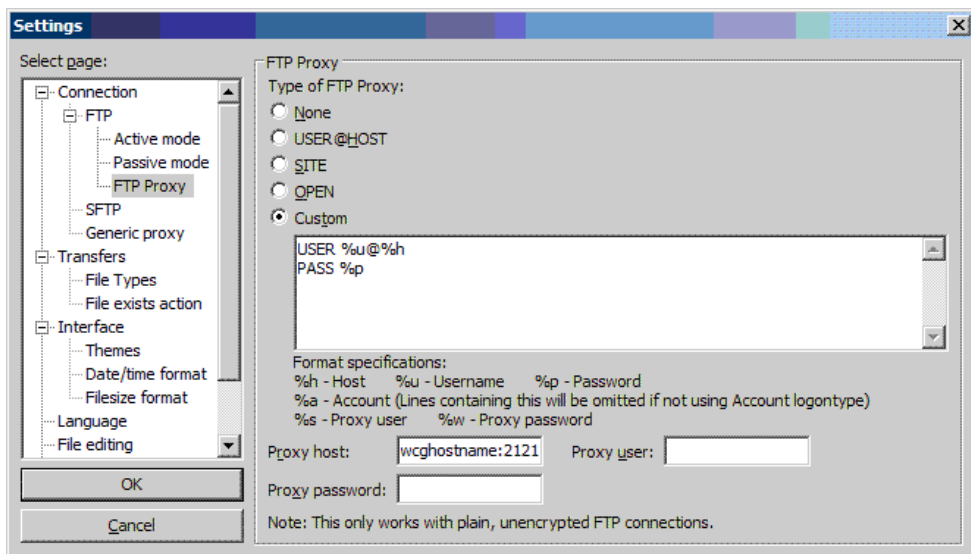 Settings
Select page:
Connection
FTP
Active mode
Passive mode
FTP Proxy
SFTP
Generic proxy
Transfers
File Types
File exists action
Interface
Themes
Date/time format
Filesize format
Language
File editing
OK
Cancel
FTP Proxy
Type of FTP Proxy:
None
USER@HOST
SITE
OPEN
Custom
USER %u@%h
PASS %p
Format specifications:
%h - Host %u - Username %p - Password
%a - Account (Lines containing this will be omitted if not using Account logontype)
%s - Proxy user %w - Proxy password
Proxy host: wcghostname:2121 Proxy user:
Proxy password:
Note: This only works with plain, unencrypted FTP connections.